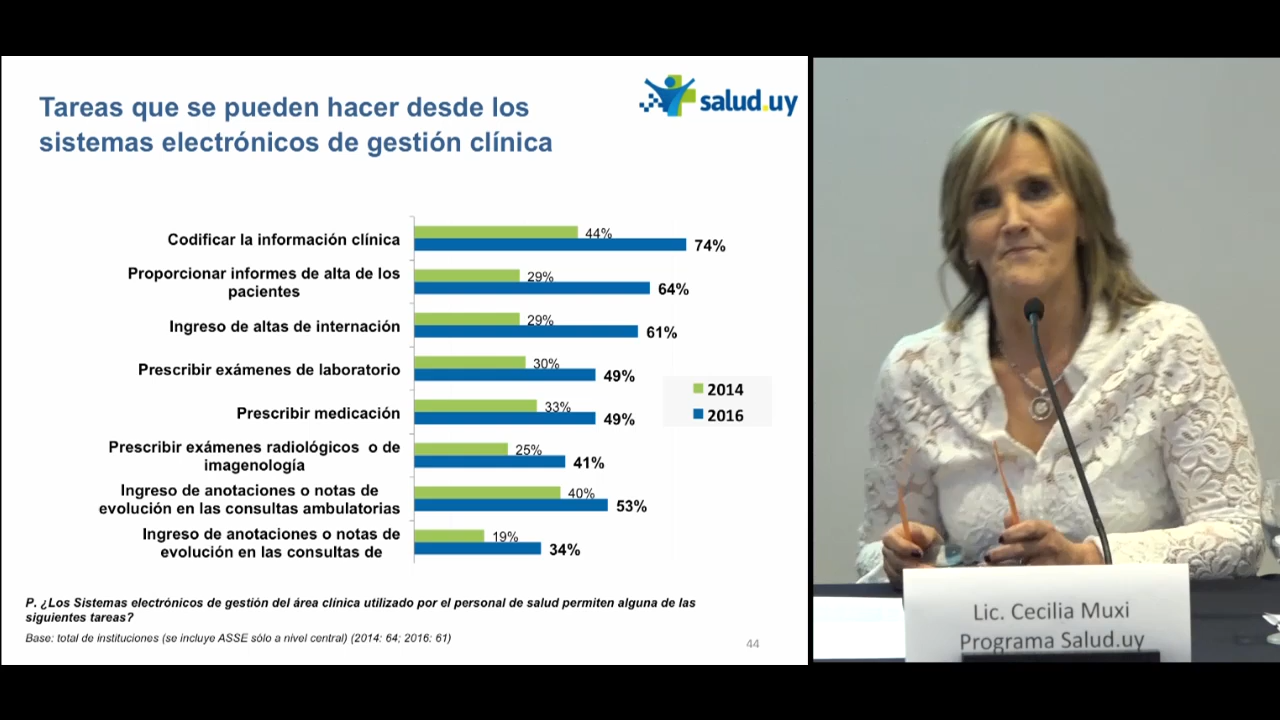 Tareas que se pueden hacer desde los
sistemas electrónicos de gestión clínica
salud.uy
Codificar la información clínica
44%
74%
Proporcionar informes de alta de los
pacientes
29%
64%
Ingreso de altas de internación
29%
61%
Prescribir exámenes de laboratorio
30%
49%
Prescribir medicación
33%
49%
Prescribir exámenes radiológicos o de
imagenología
25%
41%
Ingreso de anotaciones o notas de
evolución en las consultas ambulatorias
40%
53%
Ingreso de anotaciones o notas de
evolución en las consultas de
19%
34%
2014
2016
P. ¿Los Sistemas electrónicos de gestión del área clínica utilizado por el personal de salud permiten alguna de las
siguientes tareas?
Base: total de instituciones (se incluye ASSE sólo a nivel central) (2014: 64; 2016: 61)
44
Lic. Cecilia Muxi
Programa Salud.uy